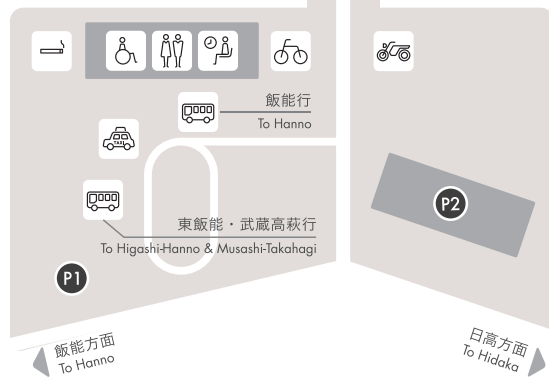 飯能行
To Hanno
TAXI
P2
東飯能・武蔵高萩行
To Higashi-Hanno & Musashi-Takahagi
P1
飯能方面
To Hanno
日高方面
To Hidaka